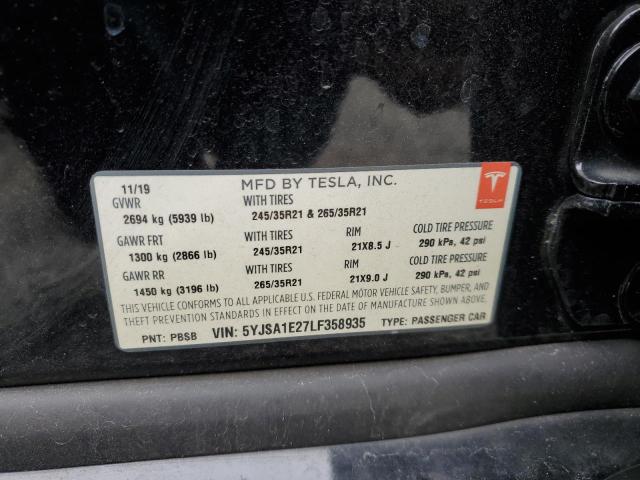 11/19 MFD BY TESLA, INC.
GVWR WITH TIRES
2694 kg (5939 lb) 245/35R21 & 265/35R21
GAWR FRT WITH TIRES RIM COLD TIRE PRESSURE
1300 kg (2866 lb) 245/35R21 21X8.5 J 290 kPa, 42 psi
GAWR RR WITH TIRES RIM COLD TIRE PRESSURE
1450 kg (3196 lb) 265/35R21 21X9.0 J 290 kPa, 42 psi
THIS VEHICLE CONFORMS TO ALL APPLICABLE U.S. FEDERAL MOTOR VEHICLE SAFETY, BUMPER, AND
THEFT PREVENTION STANDARDS IN EFFECT ON THE DATE OF MANUFACTURE SHOWN ABOVE.
PNT: PBSB VIN: 5YJSA1E27LF358935 TYPE: PASSENGER CAR
TESLA